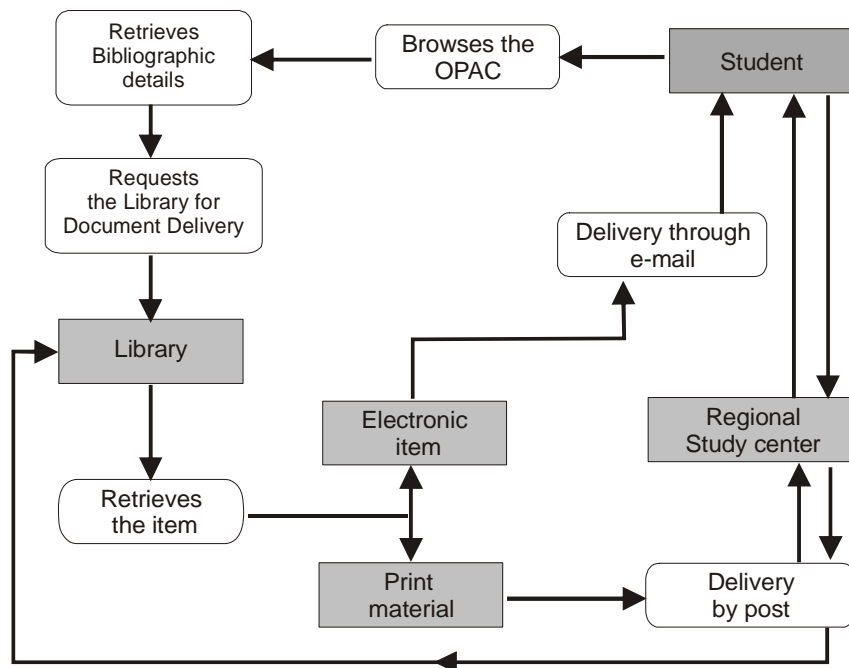 Retrieves
Bibliographic
details
Browses the
OPAC
Student
Requests
the Library for
Document Delivery
Delivery through
e-mail
Library
Electronic
item
Regional
Study center
Retrieves
the item
Print
material
Delivery
by post